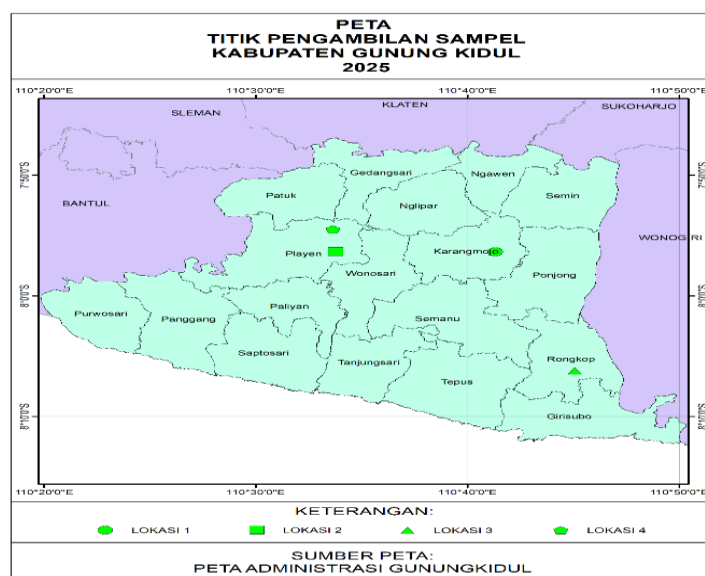 PETA
TITIK PENGAMBILAN SAMPEL
KABUPATEN GUNUNG KIDUL
2025
110°20'0"E 110°30'0"E 110°40'0"E 110°50'0"E
KLATEN
SUKOHARJO
SLEMAN
7°50'0"S 7°50'0"S
Gedangsari
Ngawen
Patuk
Nglipar
Semin
BANTUL
WONOGIRI
Playen
Karangmojo
Wonosari
Ponjong
8°0'0"S 8°0'0"S
Purwosari
Panggang
Paliyan
Semanu
Saptosari
Tanjungsari
Rongkop
Tepus
Girisubo
8°10'0"S 8°10'0"S
110°20'0"E 110°30'0"E 110°40'0"E 110°50'0"E
KETERANGAN:
LOKASI 1 LOKASI 2 LOKASI 3 LOKASI 4
SUMBER PETA:
PETA ADMINISTRASI GUNUNGKIDUL